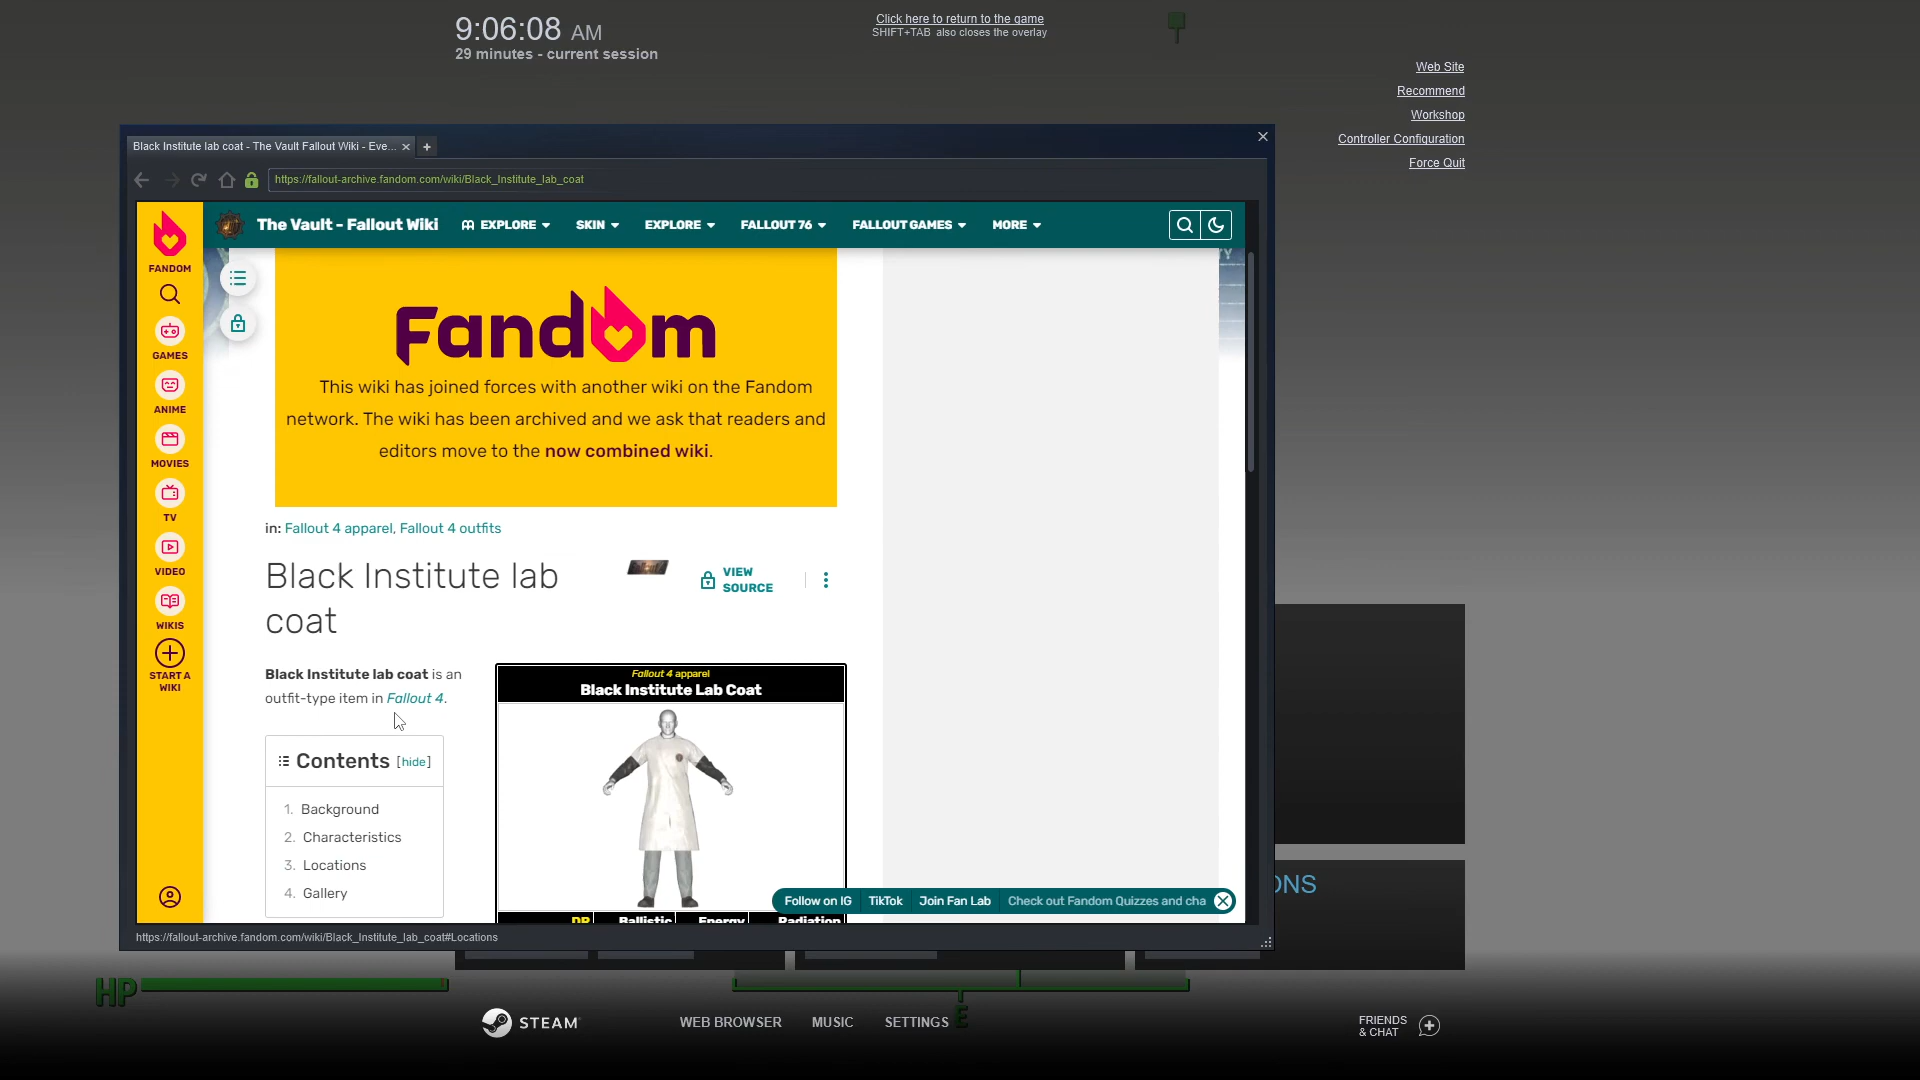 9:06:08 AM
29 minutes - current session
Click here to return to the game
SHIFT+TAB also closes the overlay
Web Site
Recommend
Workshop
Controller Configuration
Force Quit
Black Institute lab coat - The Vault Fallout Wiki - Eve...
https://fallout-archive.fandom.com/wiki/Black_Institute_lab_coat
The Vault - Fallout Wiki
EXPLORE
SKIN
EXPLORE
FALLOUT 76
FALLOUT GAMES
MORE
FANDOM
GAMES
ANIME
MOVIES
TV
VIDEO
WIKIS
START A
WIKI
Fandom
This wiki has joined forces with another wiki on the Fandom
network. The wiki has been archived and we ask that readers and
editors move to the now combined wiki.
in: Fallout 4 apparel, Fallout 4 outfits
Black Institute lab
coat
VIEW
SOURCE
Black Institute lab coat is an
outfit-type item in Fallout 4.
Contents [hide]
1. Background
2. Characteristics
3. Locations
4. Gallery
Fallout 4 apparel
Black Institute Lab Coat
DR Ballistic Energy Radiation
Follow on IG
TikTok
Join Fan Lab
Check out Fandom Quizzes and cha
https://fallout-archive.fandom.com/wiki/Black_Institute_lab_coat#Locations
ONS
HP
E
STEAM
WEB BROWSER
MUSIC
SETTINGS
FRIENDS
& CHAT